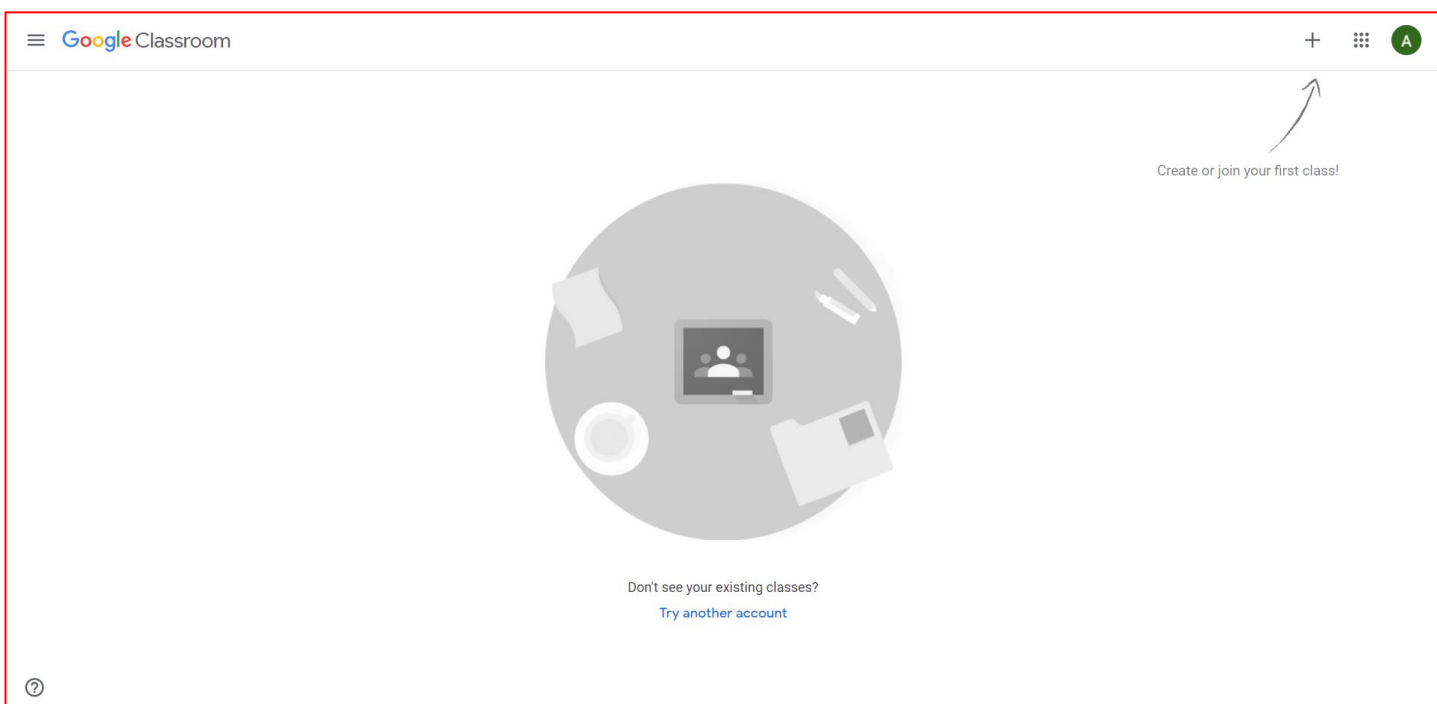 Google Classroom
A
Create or join your first class!
Don't see your existing classes?
Try another account